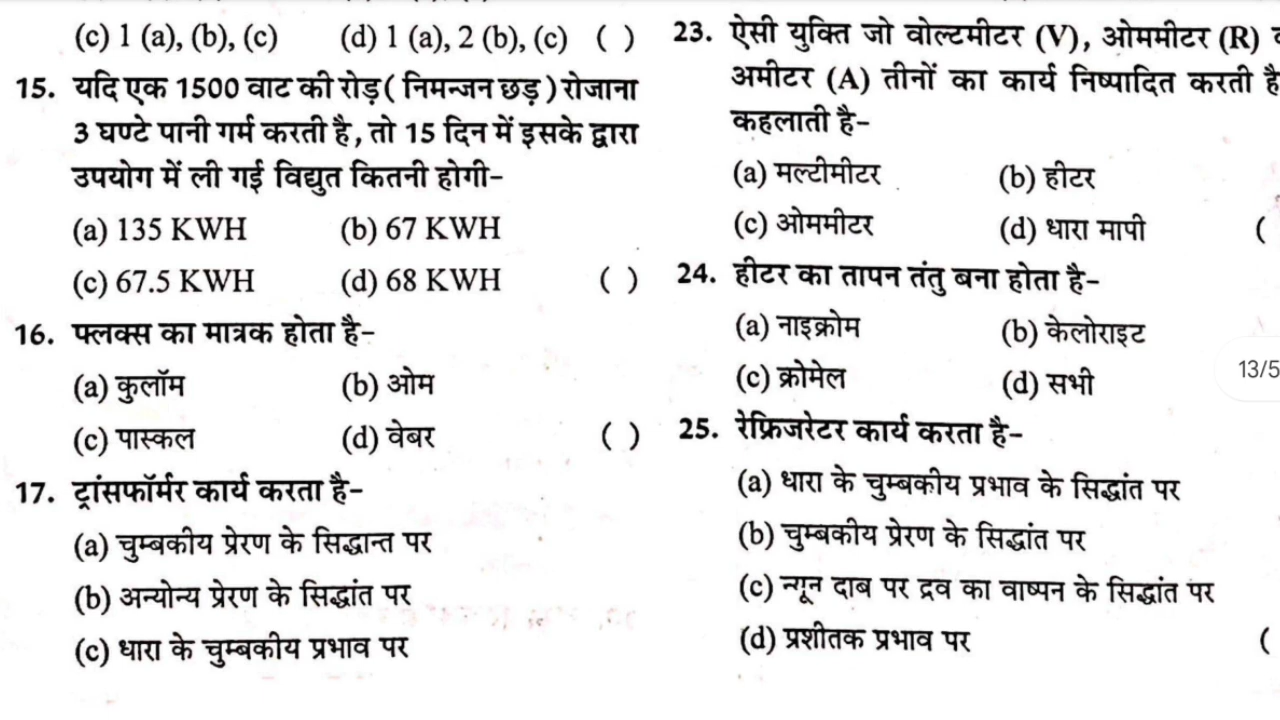 (c) 1 (a), (b), (c) (d) 1 (a), 2 (b), (c) ( )
15. यदि एक 1500 वाट की रोड़ ( निमन्जन छड़ ) रोजाना
3 घण्टे पानी गर्म करती है, तो 15 दिन में इसके द्वारा
उपयोग में ली गई विद्युत कितनी होगी-
(a) 135 KWH (b) 67 KWH
(c) 67.5 KWH (d) 68 KWH ( )
16. फ्लक्स का मात्रक होता है-
(a) कुलॉम (b) ओम
(c) पास्कल (d) वेबर ( )
17. ट्रांसफॉर्मर कार्य करता है-
(a) चुम्बकीय प्रेरण के सिद्धान्त पर
(b) अन्योन्य प्रेरण के सिद्धांत पर
(c) धारा के चुम्बकीय प्रभाव पर
23. ऐसी युक्ति जो वोल्टमीटर (V), ओममीटर (R)
अमीटर (A) तीनों का कार्य निष्पादित करती है
कहलाती है-
(a) मल्टीमीटर (b) हीटर
(c) ओममीटर (d) धारा मापी (
24. हीटर का तापन तंतु बना होता है-
(a) नाइक्रोम (b) केलोराइट
(c) क्रोमेल (d) सभी
13/5
25. रेफ्रिजरेटर कार्य करता है-
(a) धारा के चुम्बकीय प्रभाव के सिद्धांत पर
(b) चुम्बकीय प्रेरण के सिद्धांत पर
(c) न्यून दाब पर द्रव का वाष्पन के सिद्धांत पर
(d) प्रशीतक प्रभाव पर (